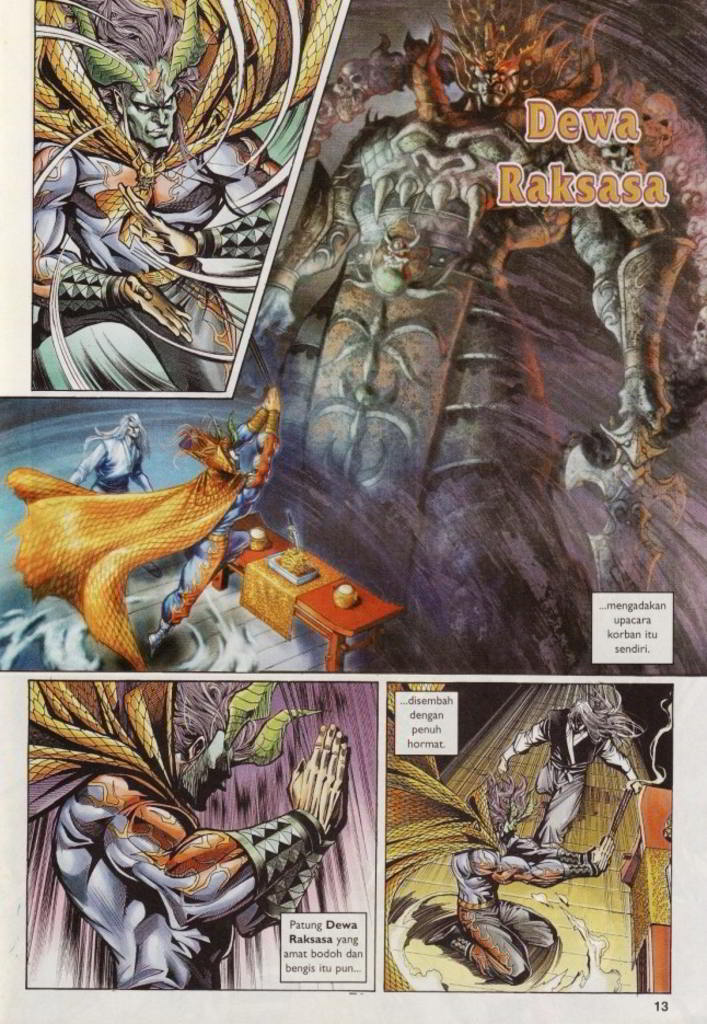 Dewa
Raksasa
...mengadakan
upacara
korban itu
sendiri.
Patung Dewa
Raksasa yang
amat bodoh dan
bengis itu pun...
...disembah
dengan
penuh
hormat.
13